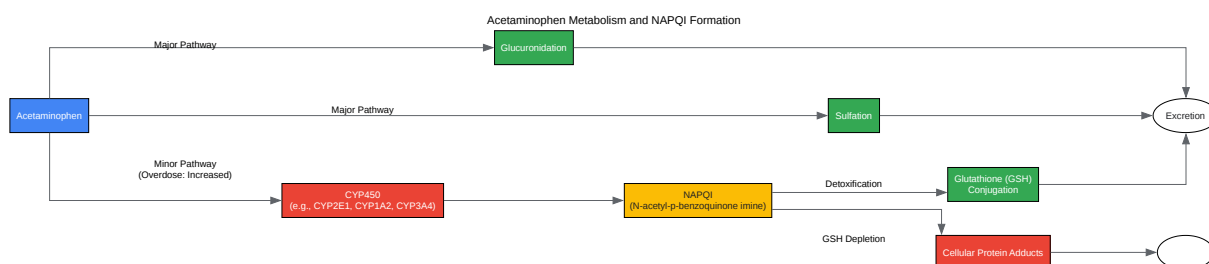 Acetaminophen Metabolism and NAPQI Formation
Major Pathway
Glucuronidation
Acetaminophen
Major Pathway
Sulfation
Excretion
Minor Pathway
(Overdose: Increased)
CYP450
(e.g., CYP2E1, CYP1A2, CYP3A4)
NAPQI
(N-acetyl-p-benzoquinone imine)
Detoxification
Glutathione (GSH)
Conjugation
GSH Depletion
Cellular Protein Adducts